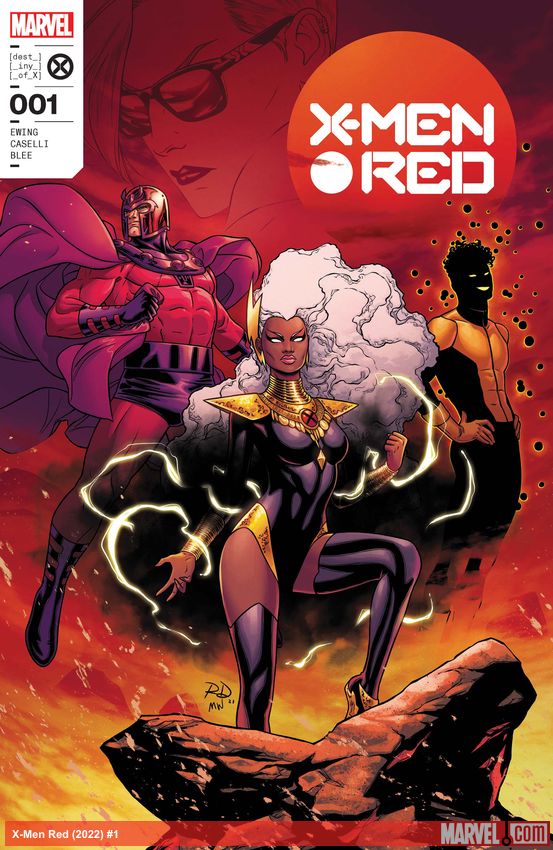 MARVEL
[dest_]
[_iny_]
[_of_X]
001
EWING
CASELLI
BLEE
X-MEN
RED
RD
MW 21
X-Men Red (2022) #1
MARVEL.com